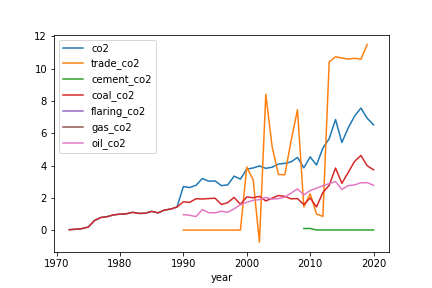 12
10
8
6
4
2
0
co2
trade_co2
cement_co2
coal_co2
flaring_co2
gas_co2
oil_co2
1970 1980 1990 2000 2010 2020
year